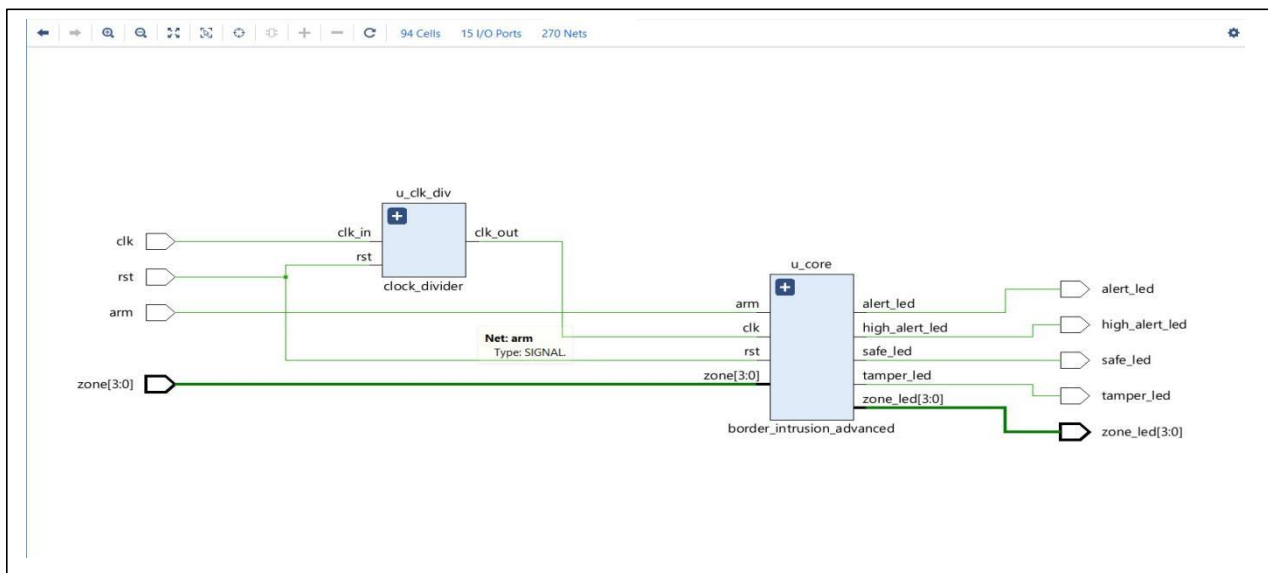 94 Cells 15 I/O Ports 270 Nets
u_clk_div
clk
clk_in
clk_out
rst
rst
clock_divider
arm
u_core
arm
alert_led
alert_led
clk
high_alert_led
high_alert_led
Net: arm
Type: SIGNAL.
rst
safe_led
safe_led
zone[3:0]
zone[3:0]
tamper_led
tamper_led
zone_led[3:0]
zone_led[3:0]
border_intrusion_advanced